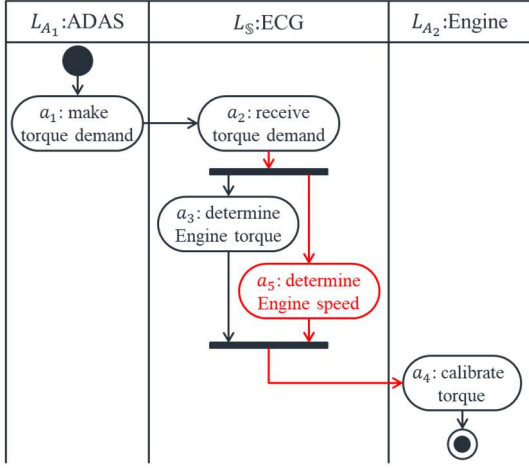 L_{A_1}:ADAS
L_𝕊:ECG
L_{A_2}:Engine
a_1: make
torque demand
a_2: receive
torque demand
a_3: determine
Engine torque
a_5: determine
Engine speed
a_4: calibrate
torque